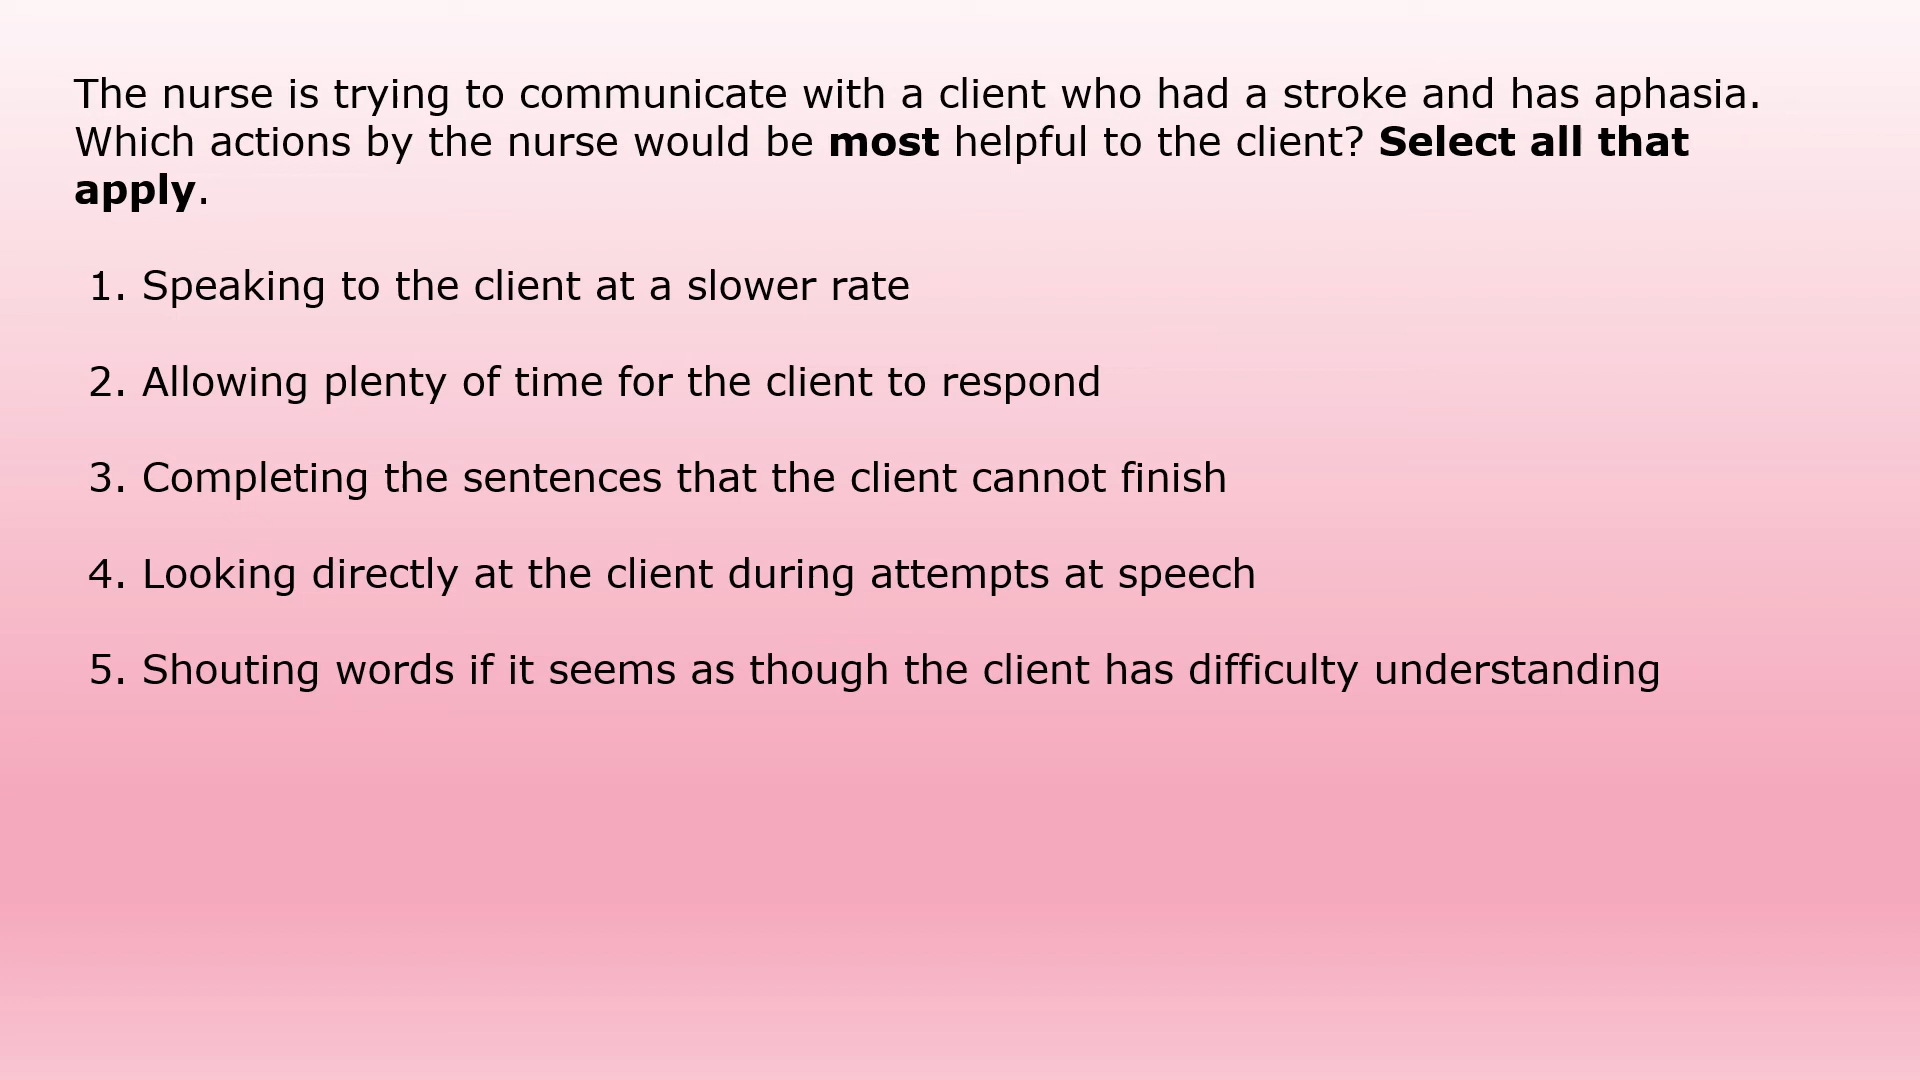 The nurse is trying to communicate with a client who had a stroke and has aphasia.
Which actions by the nurse would be most helpful to the client? Select all that
apply.
1. Speaking to the client at a slower rate
2. Allowing plenty of time for the client to respond
3. Completing the sentences that the client cannot finish
4. Looking directly at the client during attempts at speech
5. Shouting words if it seems as though the client has difficulty understanding